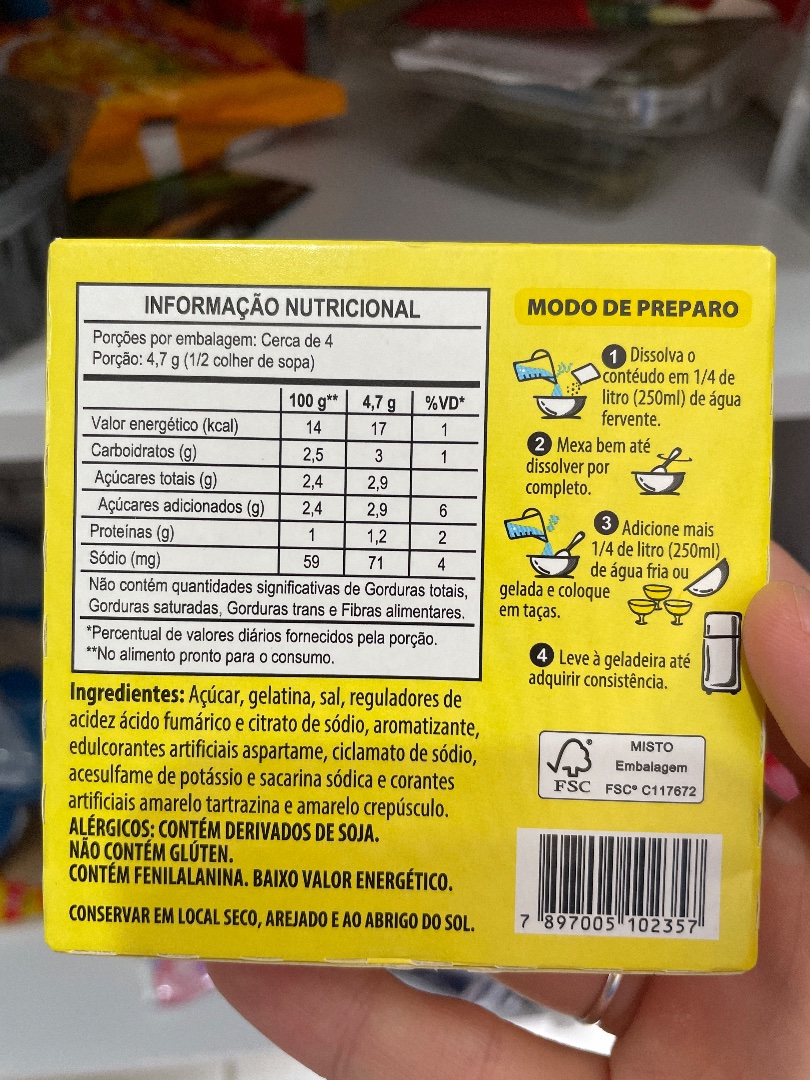 INFORMAÇÃO NUTRICIONAL
Porções por embalagem: Cerca de 4
Porção: 4,7 g (1/2 colher de sopa)
100 g** 4,7 g %VD*
Valor energético (kcal) 14 17 1
Carboidratos (g) 2,5 3 1
Açúcares totais (g) 2,4 2,9
Açúcares adicionados (g) 2,4 2,9 6
Proteínas (g) 1 1,2 2
Sódio (mg) 59 71 4
Não contém quantidades significativas de Gorduras totais,
Gorduras saturadas, Gorduras trans e Fibras alimentares.
*Percentual de valores diários fornecidos pela porção.
**No alimento pronto para o consumo.
Ingredientes: Açúcar, gelatina, sal, reguladores de
acidez ácido fumárico e citrato de sódio, aromatizante,
edulcorantes artificiais aspartame, ciclamato de sódio,
acesulfame de potássio e sacarina sódica e corantes
artificiais amarelo tartrazina e amarelo crepúsculo.
ALÉRGICOS: CONTÉM DERIVADOS DE SOJA.
NÃO CONTÉM GLÚTEN.
CONTÉM FENILALANINA. BAIXO VALOR ENERGÉTICO.
CONSERVAR EM LOCAL SECO, AREJADO E AO ABRIGO DO SOL.
MODO DE PREPARO
1 Dissolva o
contéudo em 1/4 de
litro (250ml) de água
fervente.
2 Mexa bem até
dissolver por
completo.
3 Adicione mais
1/4 de litro (250ml)
de água fria ou
gelada e coloque
em taças.
4 Leve à geladeira até
adquirir consistência.
FSC
MISTO
Embalagem
FSC® C117672
7 897005 102357